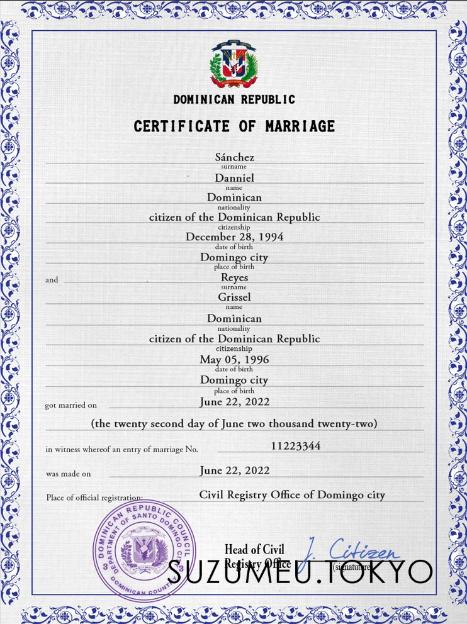 DOMINICAN REPUBLIC
CERTIFICATE OF MARRIAGE
Sánchez
surname
Danniel
name
Dominican
nationality
citizen of the Dominican Republic
citizenship
December 28, 1994
date of birth
Domingo city
place of birth
and
Reyes
surname
Grissel
name
Dominican
nationality
citizen of the Dominican Republic
citizenship
May 05, 1996
date of birth
Domingo city
place of birth
got married on June 22, 2022
(the twenty second day of June two thousand twenty-two)
in witness whereof an entry of marriage No. 11223344
was made on June 22, 2022
Place of official registration: Civil Registry Office of Domingo city
DOMINICAN REPUBLIC COUNCIL
DEPARTMENT OF SANTO DOMINGO
Head of Civil
Registry Office
J. Citizen
(signature)
SUZUMEU.TOKYO